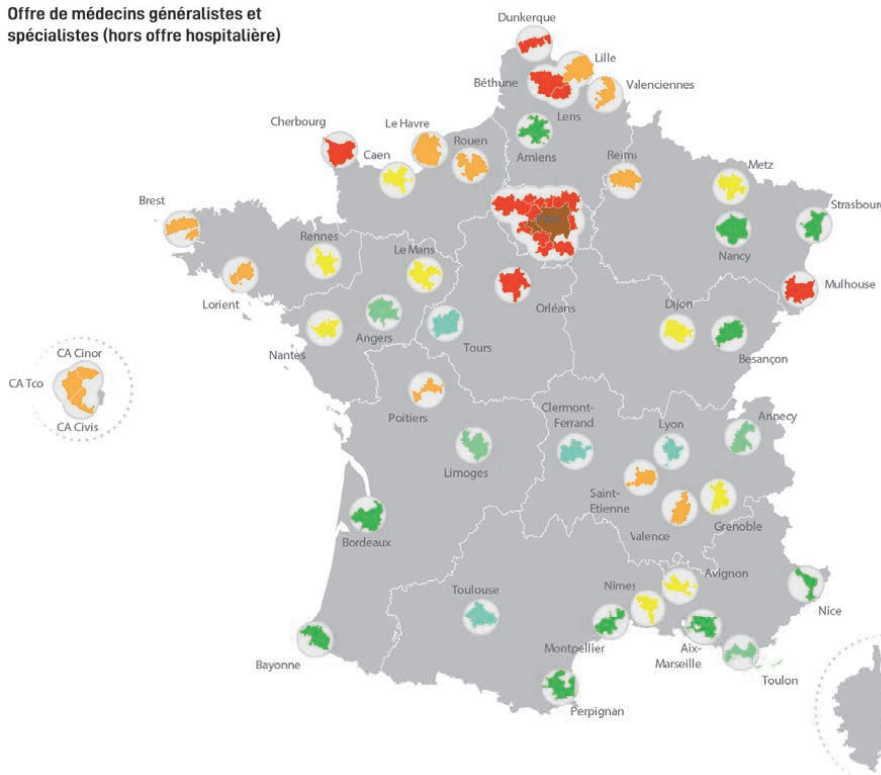 Offre de médecins généralistes et
spécialistes (hors offre hospitalière)
Dunkerque
Lille
Béthune
Valenciennes
Lens
Cherbourg
Le Havre
Rouen
Caen
Amiens
Reims
Metz
Brest
Strasbourg
Rennes
Le Mans
Nancy
Lorient
Orléans
Mulhouse
Nantes
Angers
Tours
Dijon
Besançon
CA Cinor
CA Tco
CA Civis
Poitiers
Clermont-
Ferrand
Lyon
Annecy
Limoges
Saint-
Etienne
Valence
Grenoble
Bordeaux
Toulouse
Nîmes
Avignon
Nice
Bayonne
Montpellier
Aix-
Marseille
Toulon
Perpignan